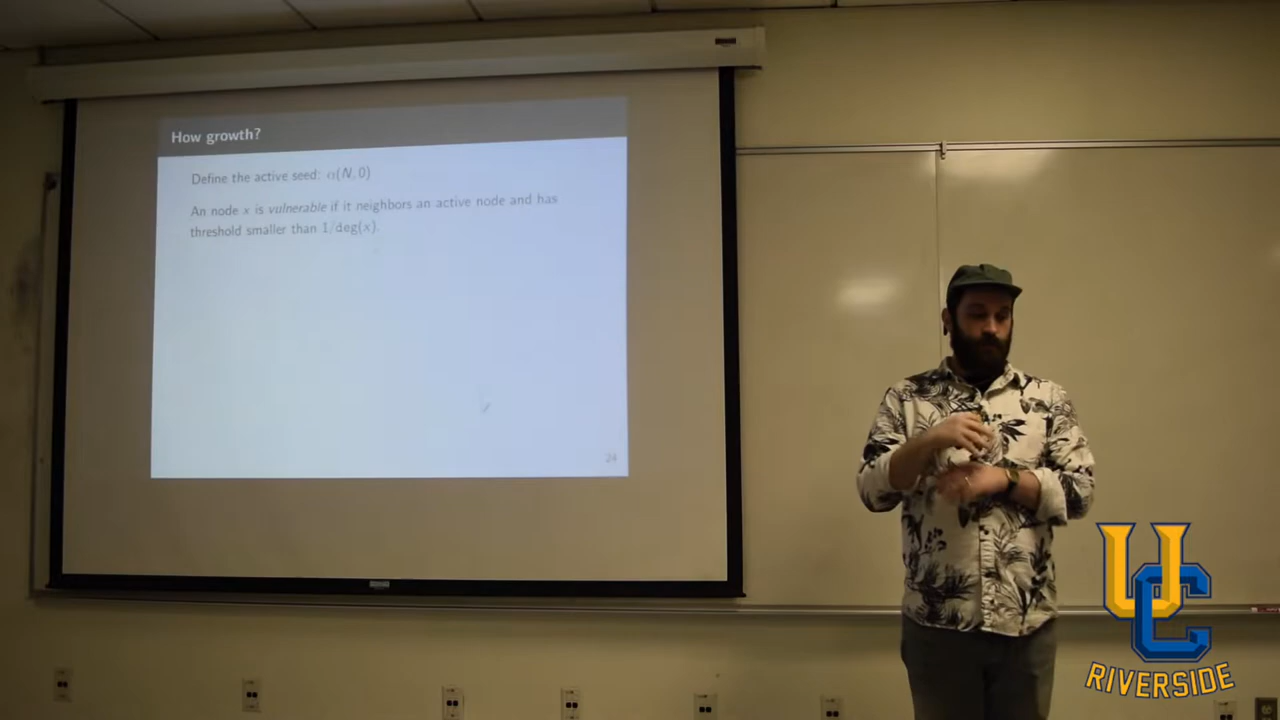 How growth?
Define the active seed: α(N, 0)
An node x is vulnerable if it neighbors an active node and has
threshold smaller than 1/deg(x).
24
UC
RIVERSIDE